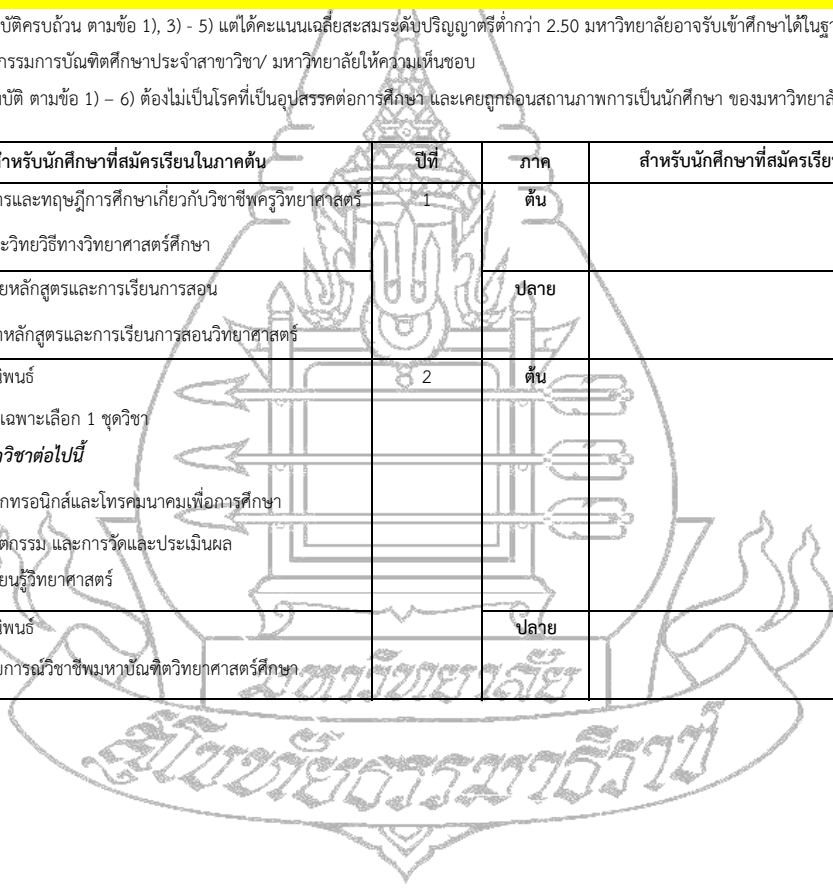 บัติครบถ้วน ตามข้อ 1), 3) - 5) แต่ได้คะแนนเฉลี่ยสะสมระดับปริญญาตรีต่ำกว่า 2.50 มหาวิทยาลัยอาจรับเข้าศึกษาได้ในฐา
กรรมการบัณฑิตศึกษาประจำสาขาวิชา/ มหาวิทยาลัยให้ความเห็นชอบ
บัติ ตามข้อ 1) – 6) ต้องไม่เป็นโรคที่เป็นอุปสรรคต่อการศึกษา และเคยถูกถอนสถานภาพการเป็นนักศึกษา ของมหาวิทยาลั
สำหรับนักศึกษาที่สมัครเรียนในภาคต้น ปีที่ ภาค สำหรับนักศึกษาที่สมัครเรีย
ารและทฤษฎีการศึกษาเกี่ยวกับวิชาชีพครูวิทยาศาสตร์ 1 ต้น
ะวิทยวิธีทางวิทยาศาสตร์ศึกษา
ยหลักสูตรและการเรียนการสอน ปลาย
าหลักสูตรและการเรียนการสอนวิทยาศาสตร์
นิพนธ์ 2 ต้น
เฉพาะเลือก 1 ชุดวิชา
วิชาต่อไปนี้
็กทรอนิกส์และโทรคมนาคมเพื่อการศึกษา
ตกรรม และการวัดและประเมินผล
ยนรู้วิทยาศาสตร์
นิพนธ์ ปลาย
บการณ์วิชาชีพมหาบัณฑิตวิทยาศาสตร์ศึกษา
มหาวิทยาลัย
สุโขทัยธรรมาธิราช